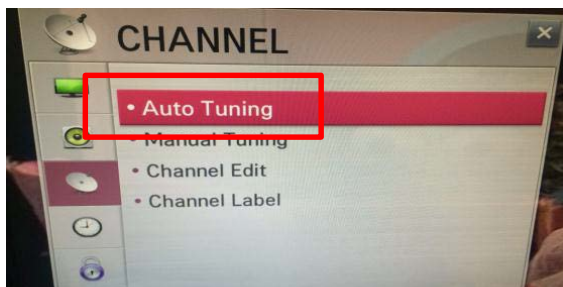 CHANNEL
• Auto Tuning
• Manual Tuning
• Channel Edit
• Channel Label